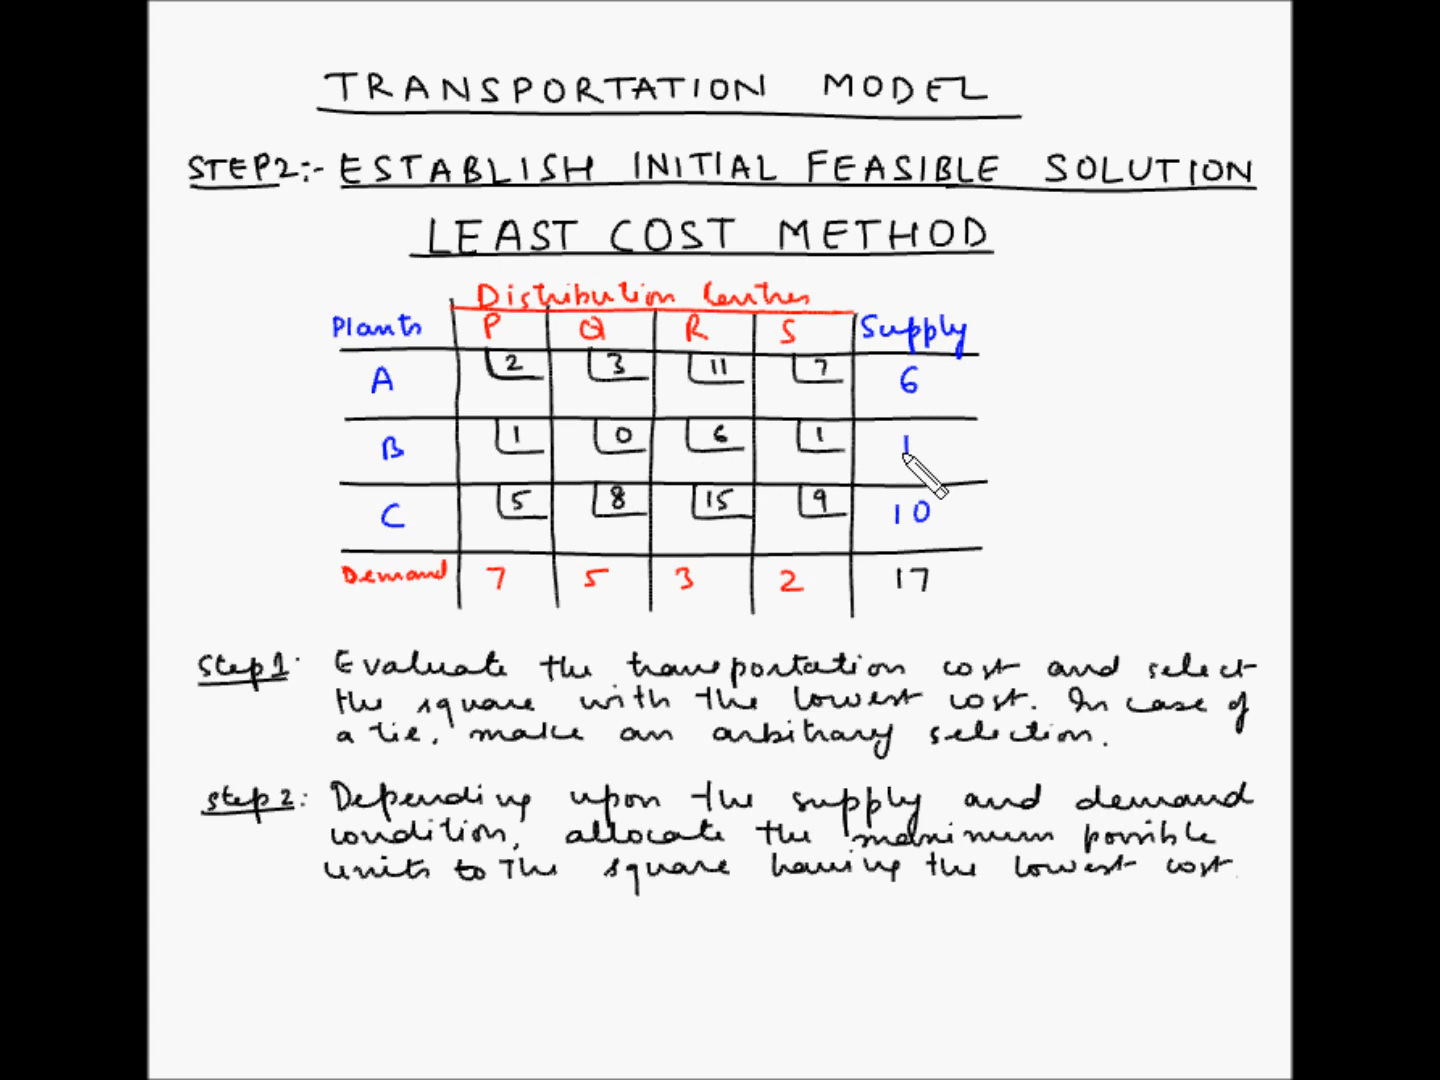 TRANSPORTATION MODEL
STEP2:- ESTABLISH INITIAL FEASIBLE SOLUTION
LEAST COST METHOD
Distribution Centres
Plants P Q R S Supply
A 2 3 11 7 6
B 1 0 6 1 1
C 5 8 15 9 10
Demand 7 5 3 2 17
Step1: Evaluate the transportation cost and select
the square with the lowest cost. In case of
a tie, make an arbitrary selection.
Step2: Depending upon the supply and demand
condition, allocate the maximum possible
units to the square having the lowest cost.